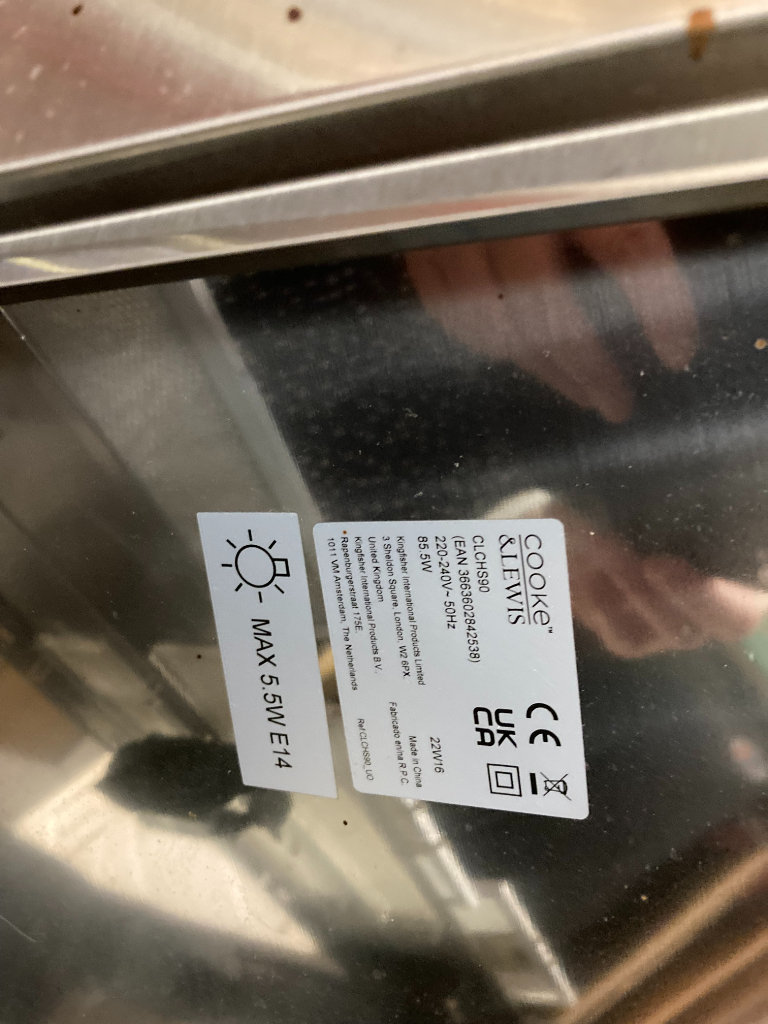 COOKE™
&LEWIS
CLCHS90
(EAN 3663602842538)
220-240V~ 50Hz
85.5W
Kingfisher International Products Limited
3 Sheldon Square, London, W2 6PX
United Kingdom
Kingfisher International Products B.V.
Rapenburgerstraat 175E
1011 VM Amsterdam, The Netherlands
CE
UK
CA
22W16
Made in China
Fabricado en/na R.P.C.
Ref CLCHS90_UO
MAX 5.5W E14